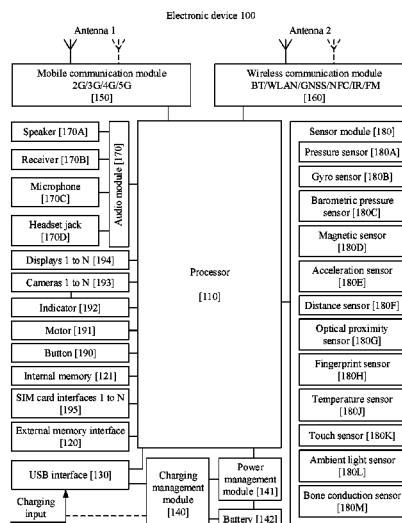 Electronic device 100
Antenna 1
Antenna 2
Mobile communication module
2G/3G/4G/5G
[150]
Wireless communication module
BT/WLAN/GNSS/NFC/IR/FM
[160]
Speaker [170A]
Receiver [170B]
Microphone
[170C]
Headset jack
[170D]
Audio module [170]
Displays 1 to N [194]
Cameras 1 to N [193]
Indicator [192]
Motor [191]
Button [190]
Internal memory [121]
SIM card interfaces 1 to N
[195]
External memory interface
[120]
USB interface [130]
Charging
input
Processor
[110]
Charging
management
module
[140]
Power
management
module [141]
Battery [142]
Sensor module [180]
Pressure sensor [180A]
Gyro sensor [180B]
Barometric pressure
sensor [180C]
Magnetic sensor
[180D]
Acceleration sensor
[180E]
Distance sensor [180F]
Optical proximity
sensor [180G]
Fingerprint sensor
[180H]
Temperature sensor
[180J]
Touch sensor [180K]
Ambient light sensor
[180L]
Bone conduction sensor
[180M]